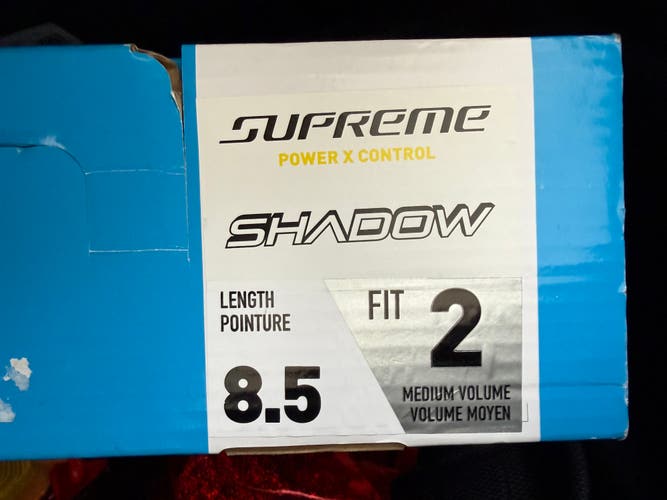 SUPREME
POWER X CONTROL
SHADOW
LENGTH
POINTURE
8.5
FIT 2
MEDIUM VOLUME
VOLUME MOYEN